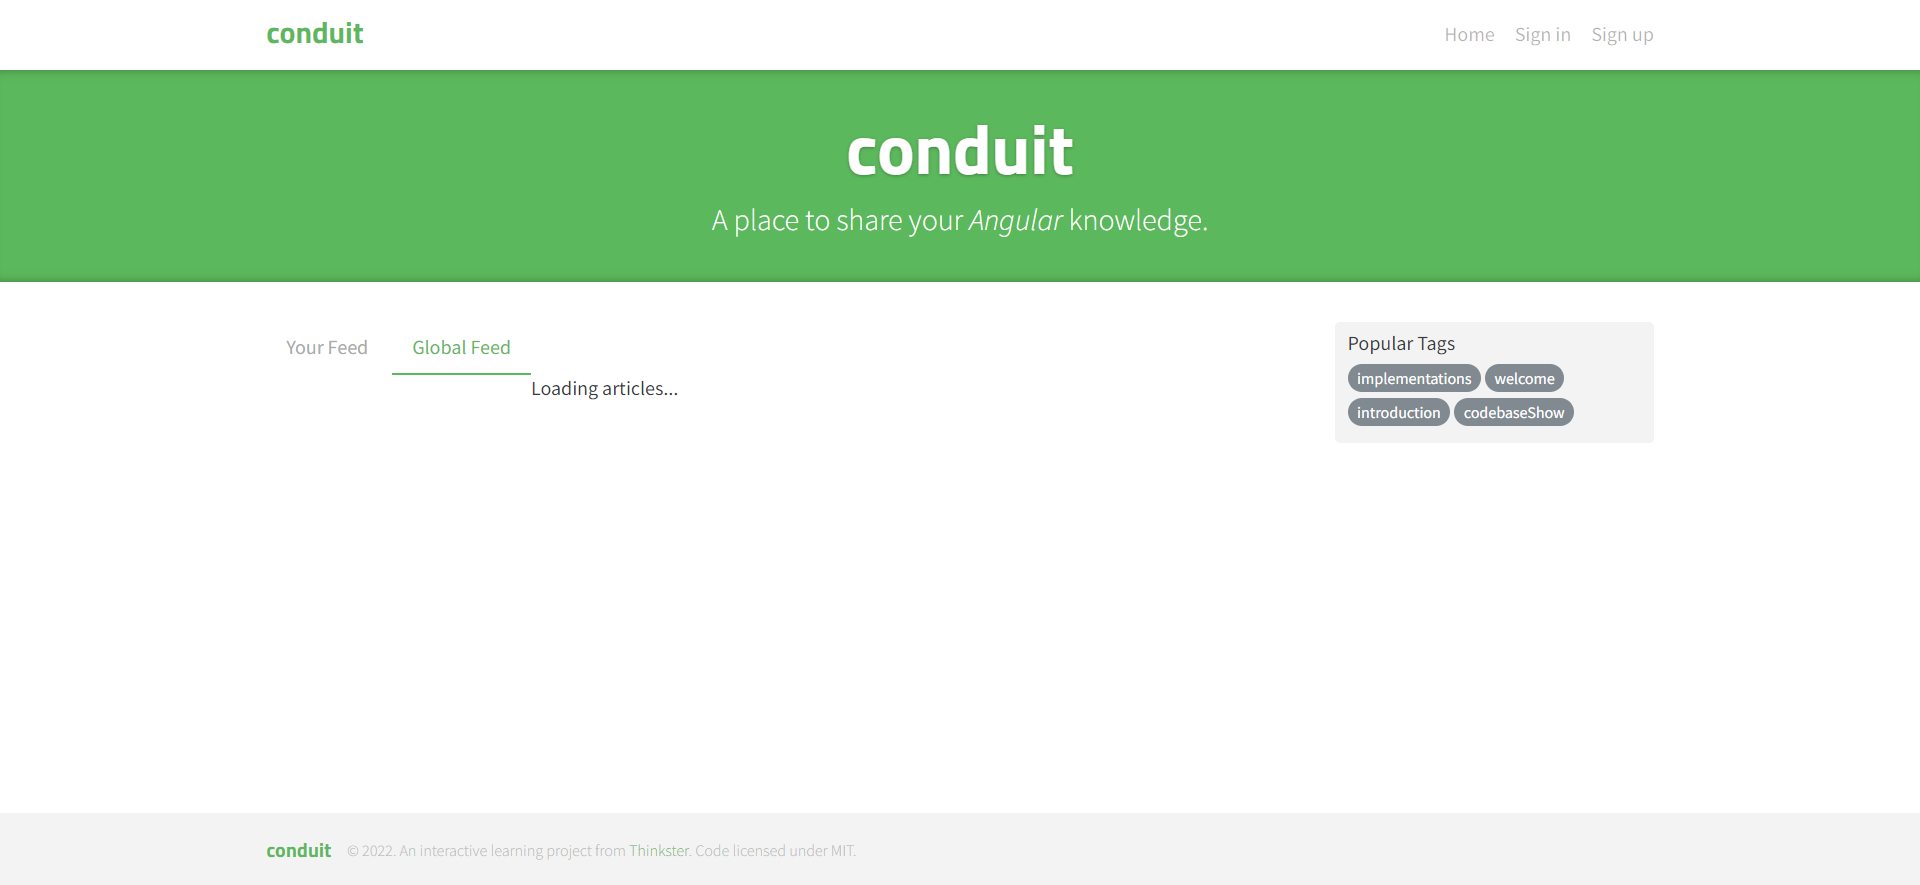 conduit
Home Sign in Sign up
conduit
A place to share your Angular knowledge.
Your Feed Global Feed
Loading articles...
Popular Tags
implementations welcome
introduction codebaseShow
conduit © 2022. An interactive learning project from Thinkster. Code licensed under MIT.